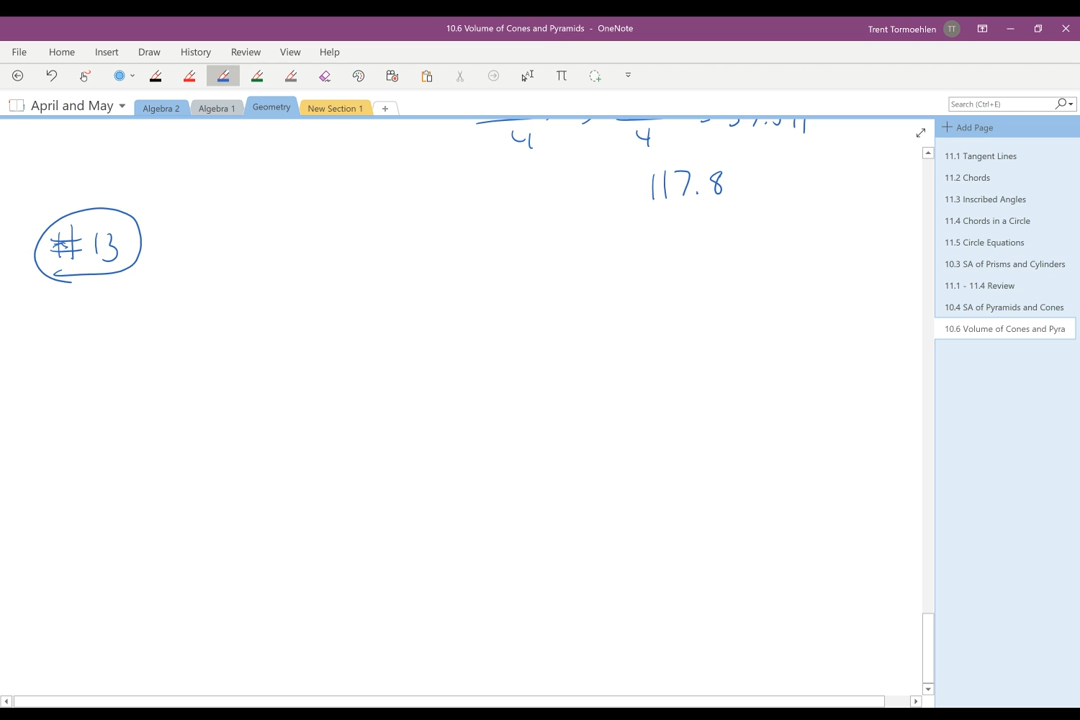 10.6 Volume of Cones and Pyramids - OneNote
Trent Tormoehlen TT
File Home Insert Draw History Review View Help
April and May Algebra 2 Algebra 1 Geometry New Section 1 +
Search (Ctrl+E)
Add Page
11.1 Tangent Lines
11.2 Chords
11.3 Inscribed Angles
11.4 Chords in a Circle
11.5 Circle Equations
10.3 SA of Prisms and Cylinders
11.1 - 11.4 Review
10.4 SA of Pyramids and Cones
10.6 Volume of Cones and Pyra
4 4
117.8
# 13